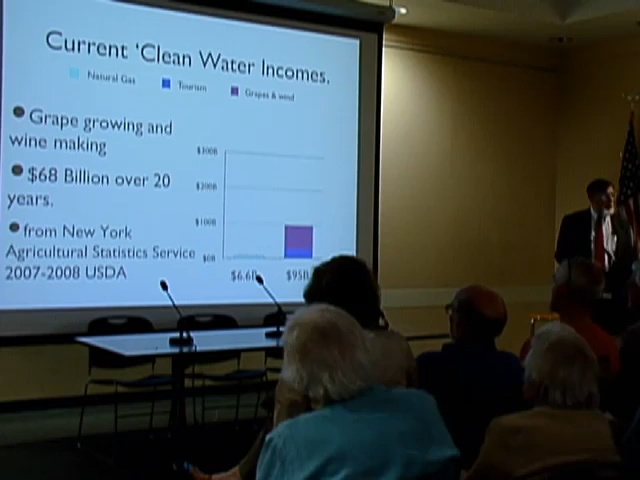 Current 'Clean Water Incomes.
Natural Gas
Tourism
Grapes & wind
Grape growing and
wine making
$68 Billion over 20
years.
from New York
Agricultural Statistics Service
2007-2008 USDA
$300B
$200B
$100B
$0B
$6.6B
$95B